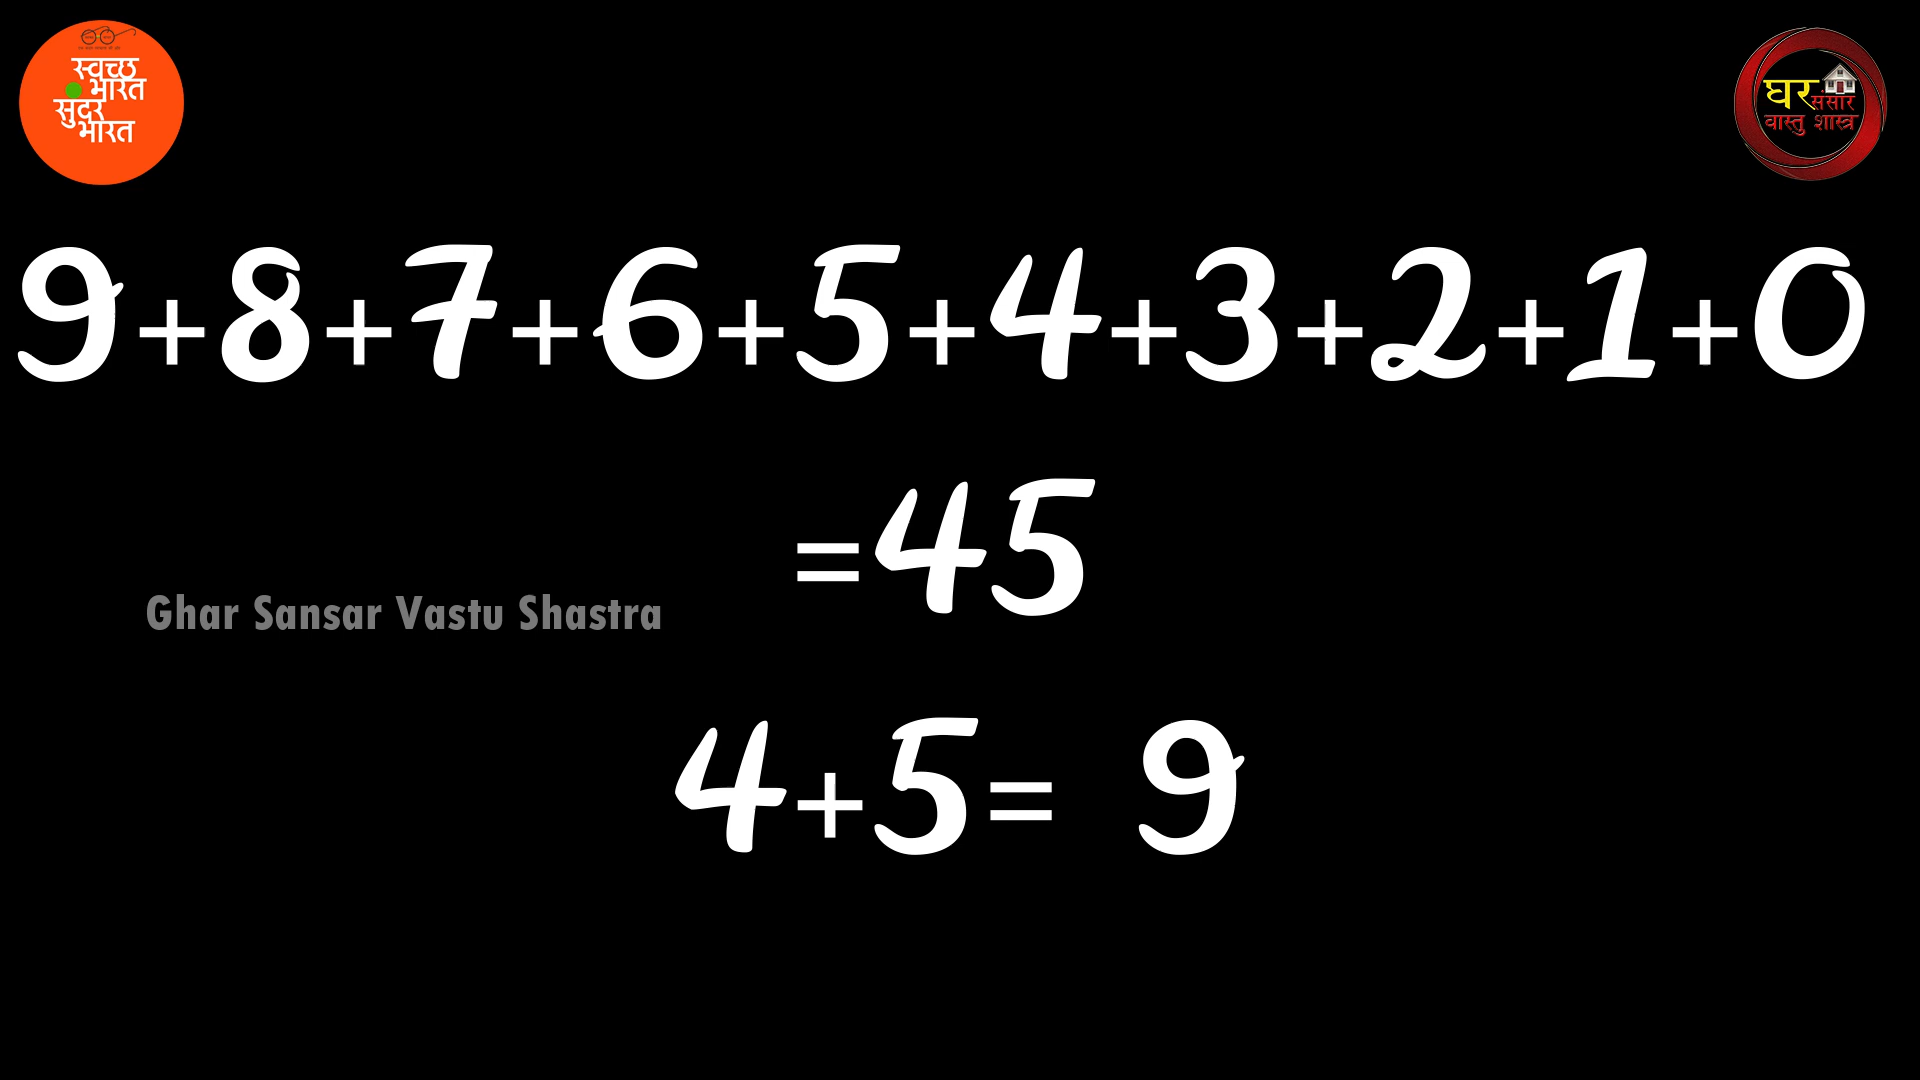 स्वच्छ
भारत
सुंदर
भारत
घर
संसार
वास्तु शास्त्र
9+8+7+6+5+4+3+2+1+0
=45
Ghar Sansar Vastu Shastra
4+5= 9